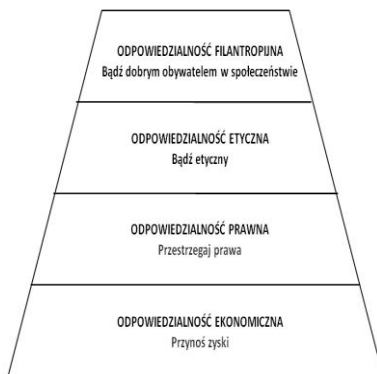 ODPOWIEDZIALNOŚĆ FILANTROPIJNA
Bądź dobrym obywatelem w społeczeństwie
ODPOWIEDZIALNOŚĆ ETYCZNA
Bądź etyczny
ODPOWIEDZIALNOŚĆ PRAWNA
Przestrzegaj prawa
ODPOWIEDZIALNOŚĆ EKONOMICZNA
Przynoś zyski